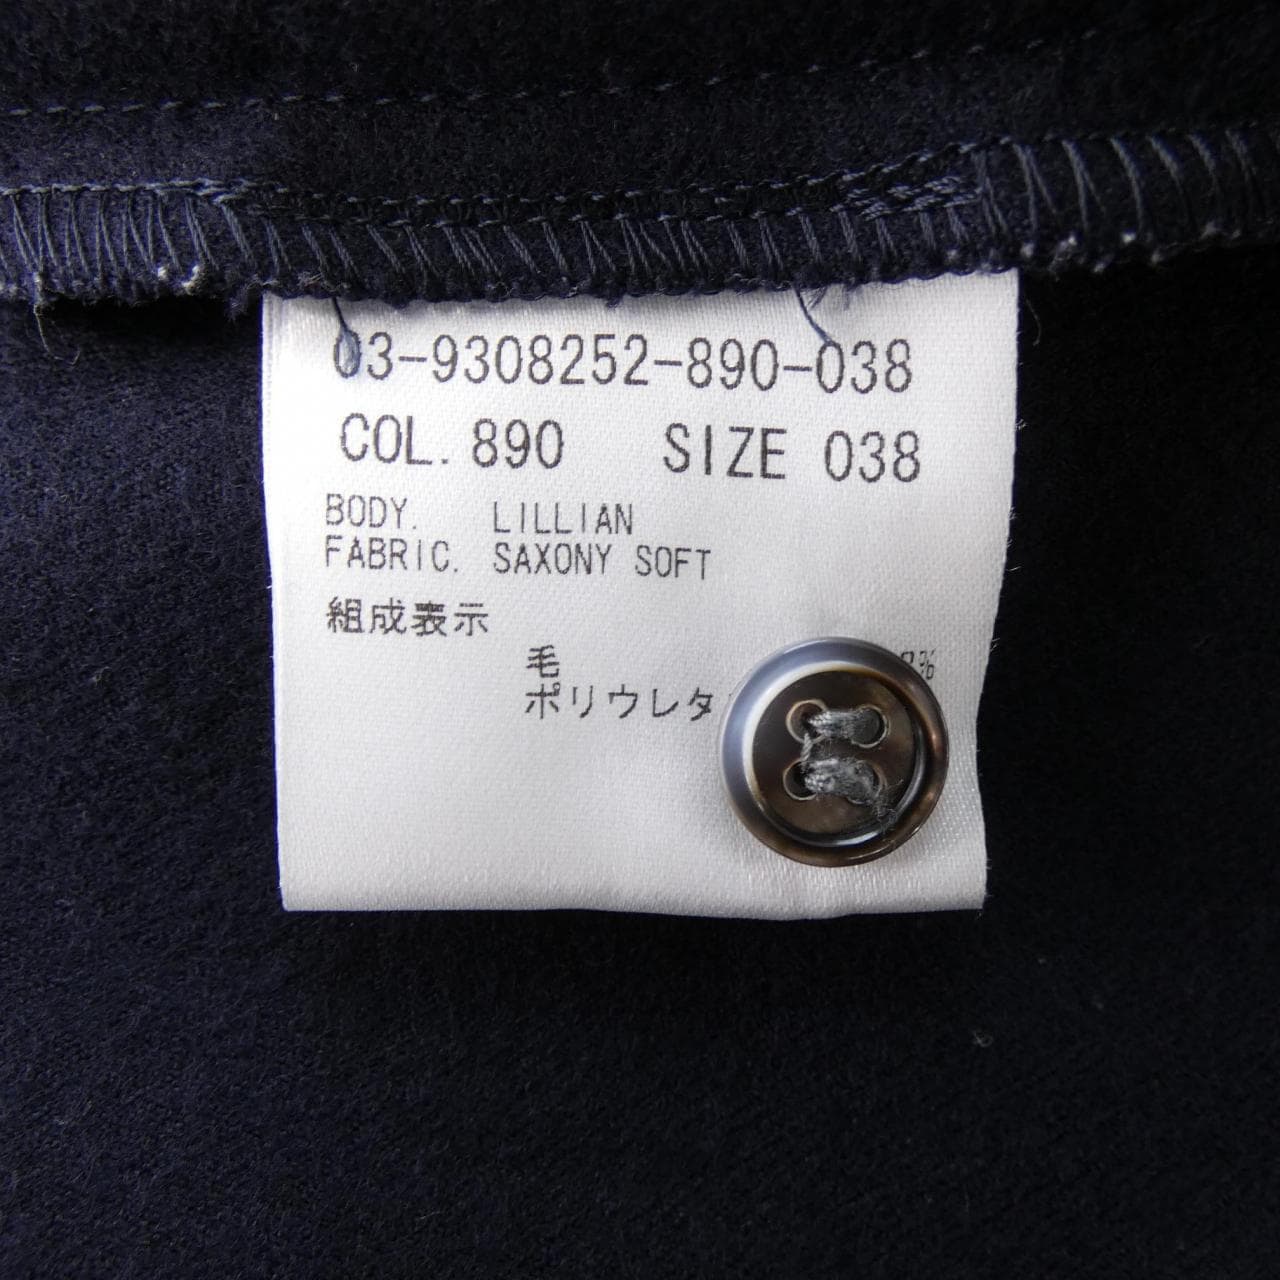 03-9308252-890-038
COL. 890 SIZE 038
BODY. LILLIAN
FABRIC. SAXONY SOFT
組成表示
毛
ポリウレタ